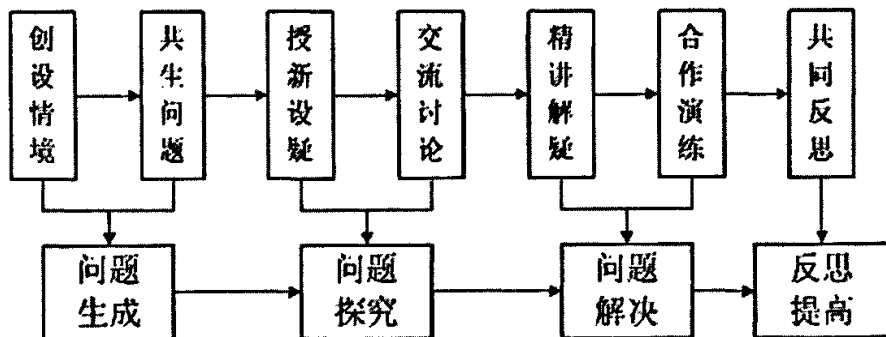 创设情境
共生问题
授新设疑
交流讨论
精讲解疑
合作演练
共同反思
问题
生成
问题
探究
问题
解决
反思
提高